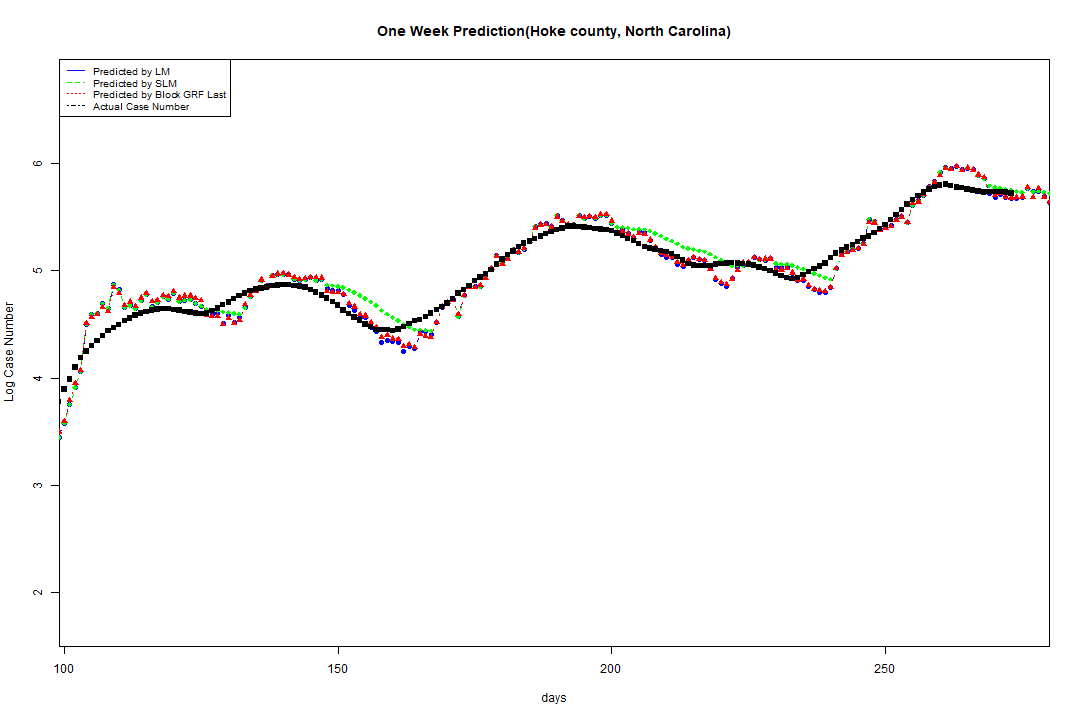 One Week Prediction(Hoke county, North Carolina)
Predicted by LM
Predicted by SLM
Predicted by Block GRF Last
Actual Case Number
6
5
4
3
2
Log Case Number
100 150 200 250
days